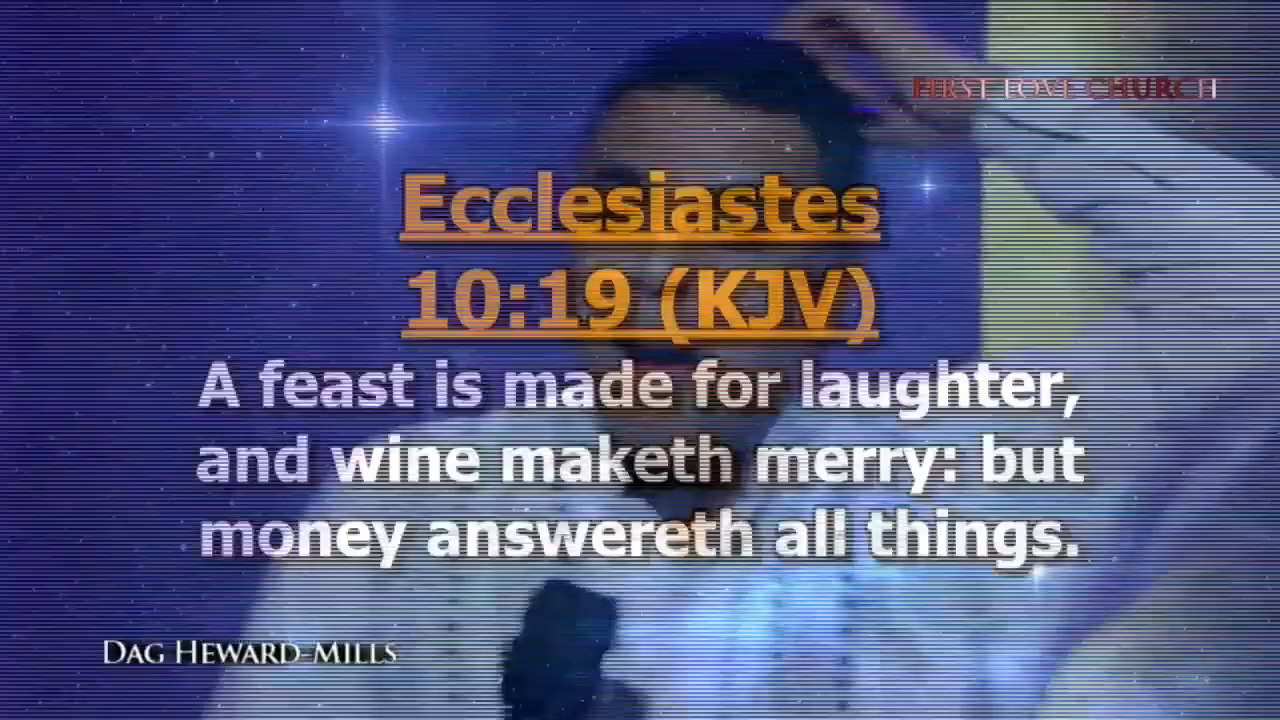 FIRST LOVE CHURCH
Ecclesiastes
10:19 (KJV)
A feast is made for laughter,
and wine maketh merry: but
money answereth all things.
DAG HEWARD-MILLS